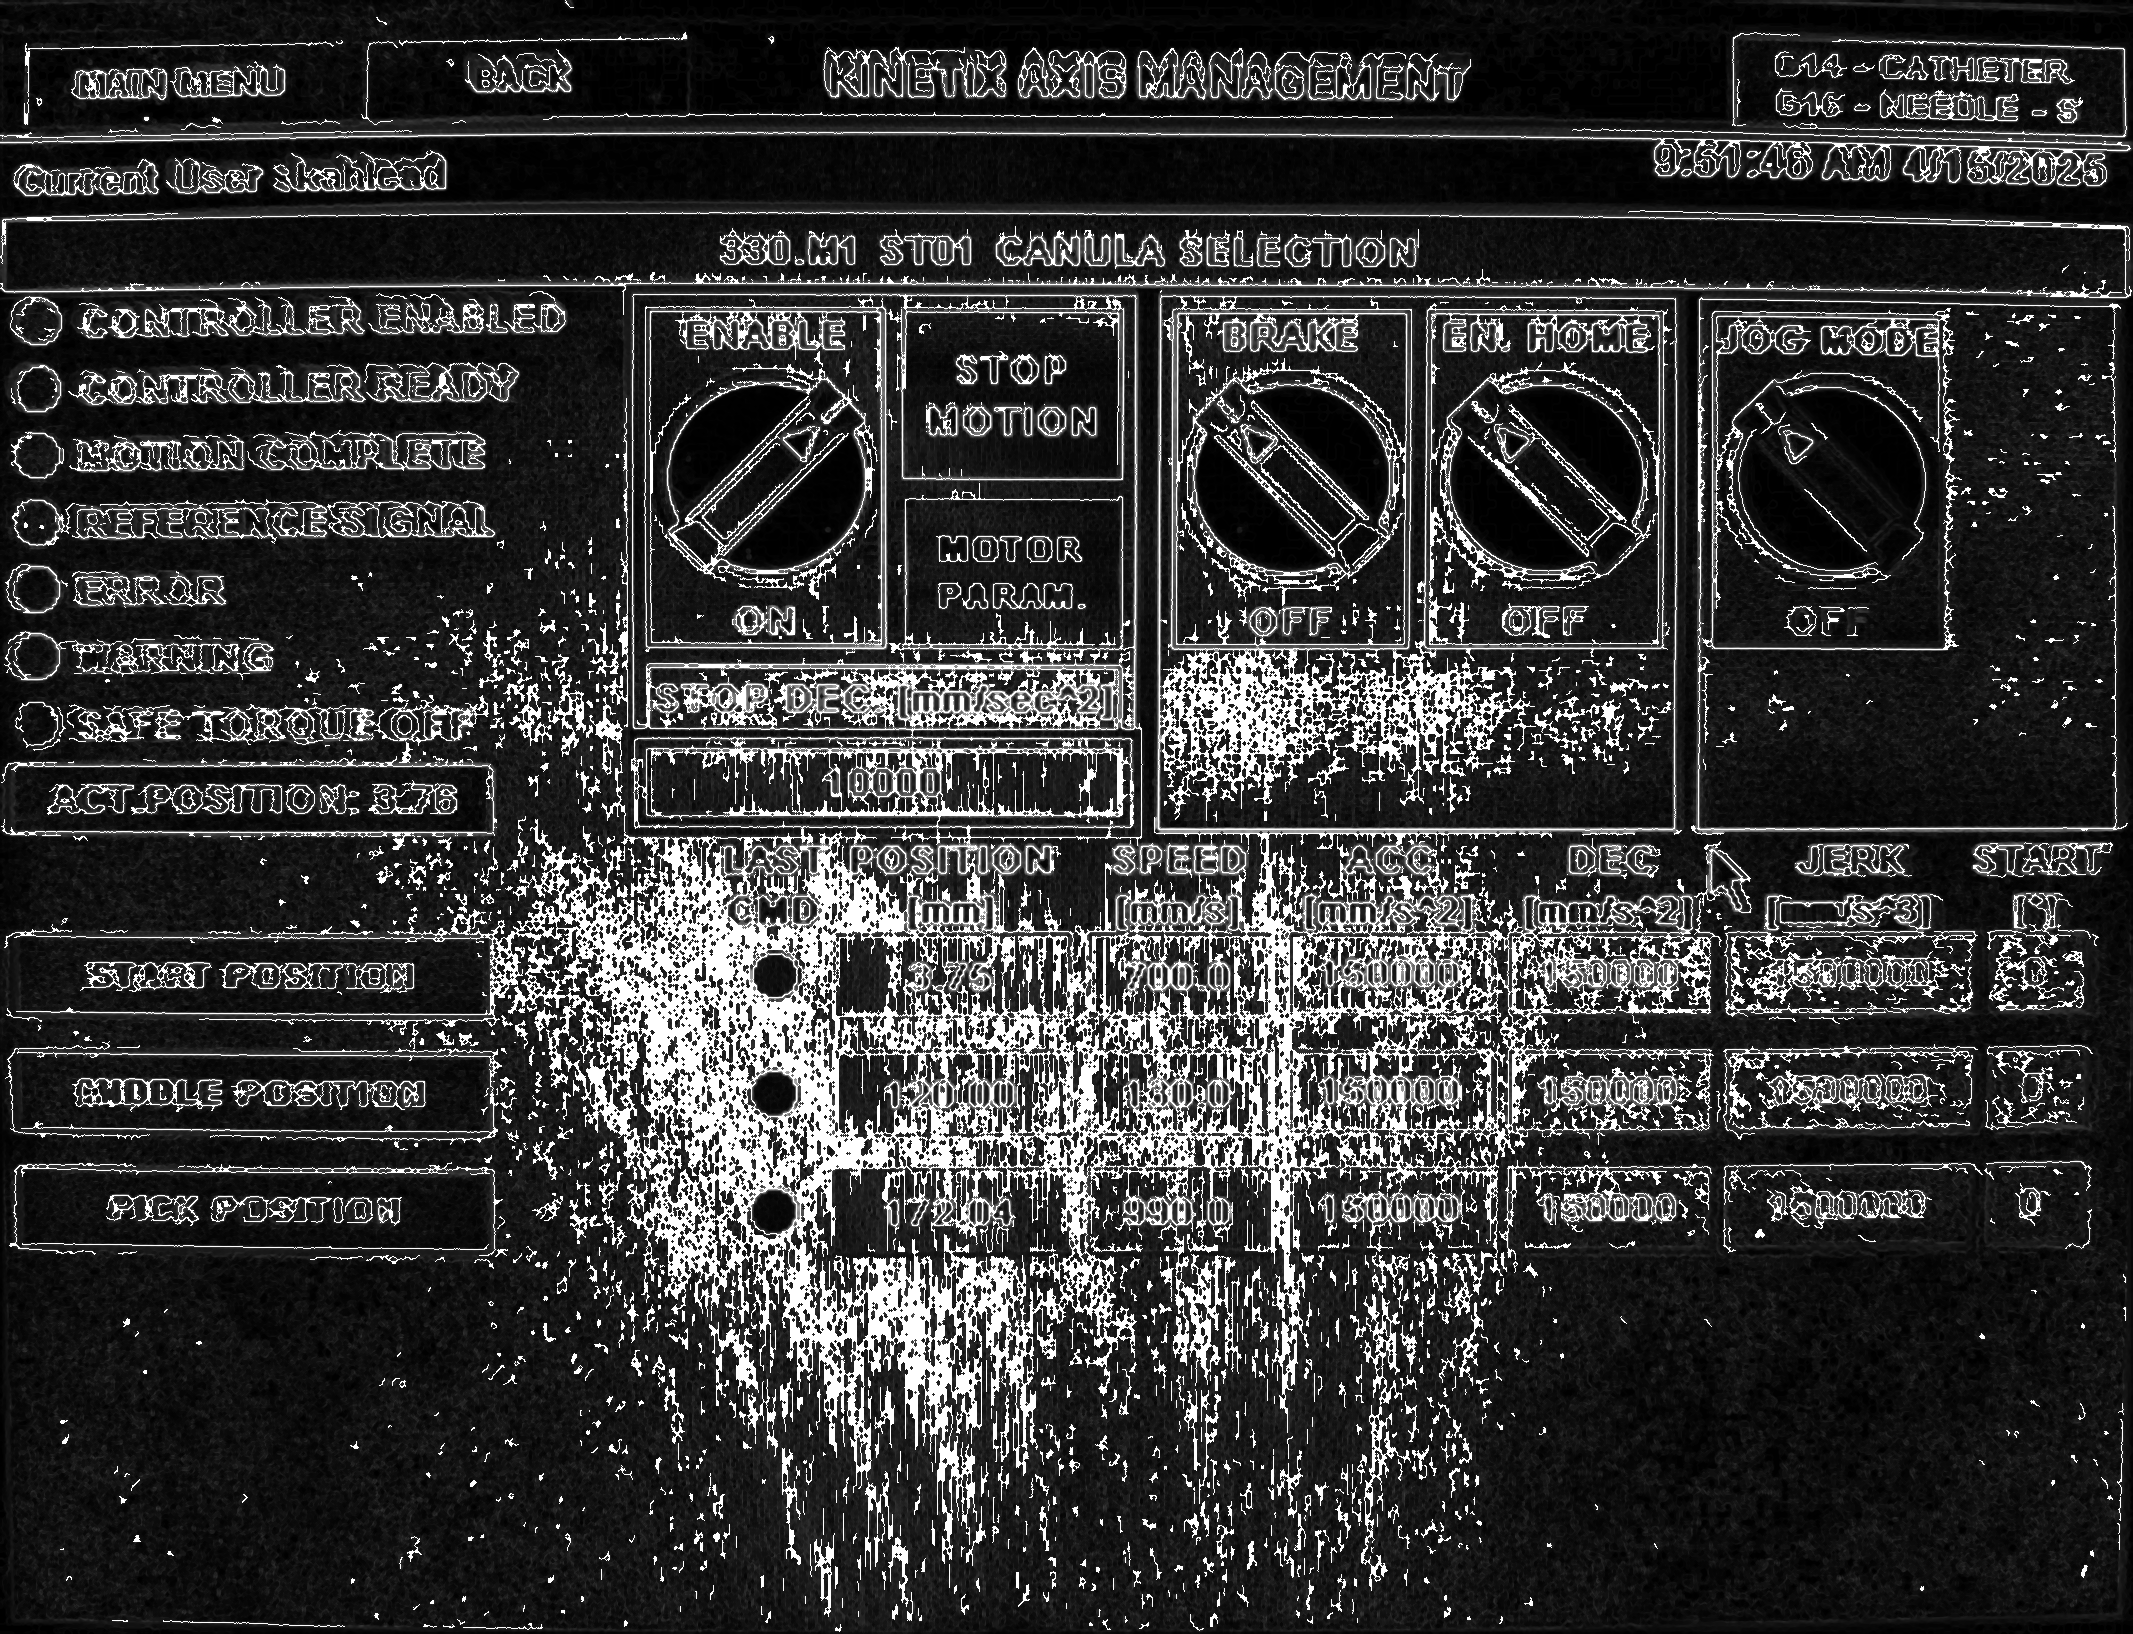 MAIN MENU
BACK
KINETIX AXIS MANAGEMENT
C14 - CATHETER
G16 - NEEDLE - S
Current User :
9:51:46 AM 4/15/2025
330.M1 ST01 CANULA SELECTION
CONTROLLER ENABLED
CONTROLLER READY
MOTION COMPLETE
REFERENCE SIGNAL
ERROR
WARNING
SAFE TORQUE OFF
ACT.POSITION: 3.76
ENABLE
ON
STOP
MOTION
MOTOR
PARAM.
BRAKE
OFF
EN. HOME
OFF
JOG MODE
OFF
STOP DEC. [mm/sec^2]
10000
LAST POSITION SPEED ACC DEC JERK START
CMD [mm] [mm/s] [mm/s^2] [mm/s^2] /s^3]
START POSITION 3.75 700.0 150000 150000 1500000 0
MIDDLE POSITION 120.00 130.0 150000 150000 1500000 0
PICK POSITION 172.04 990.0 150000 150000 1500000 0